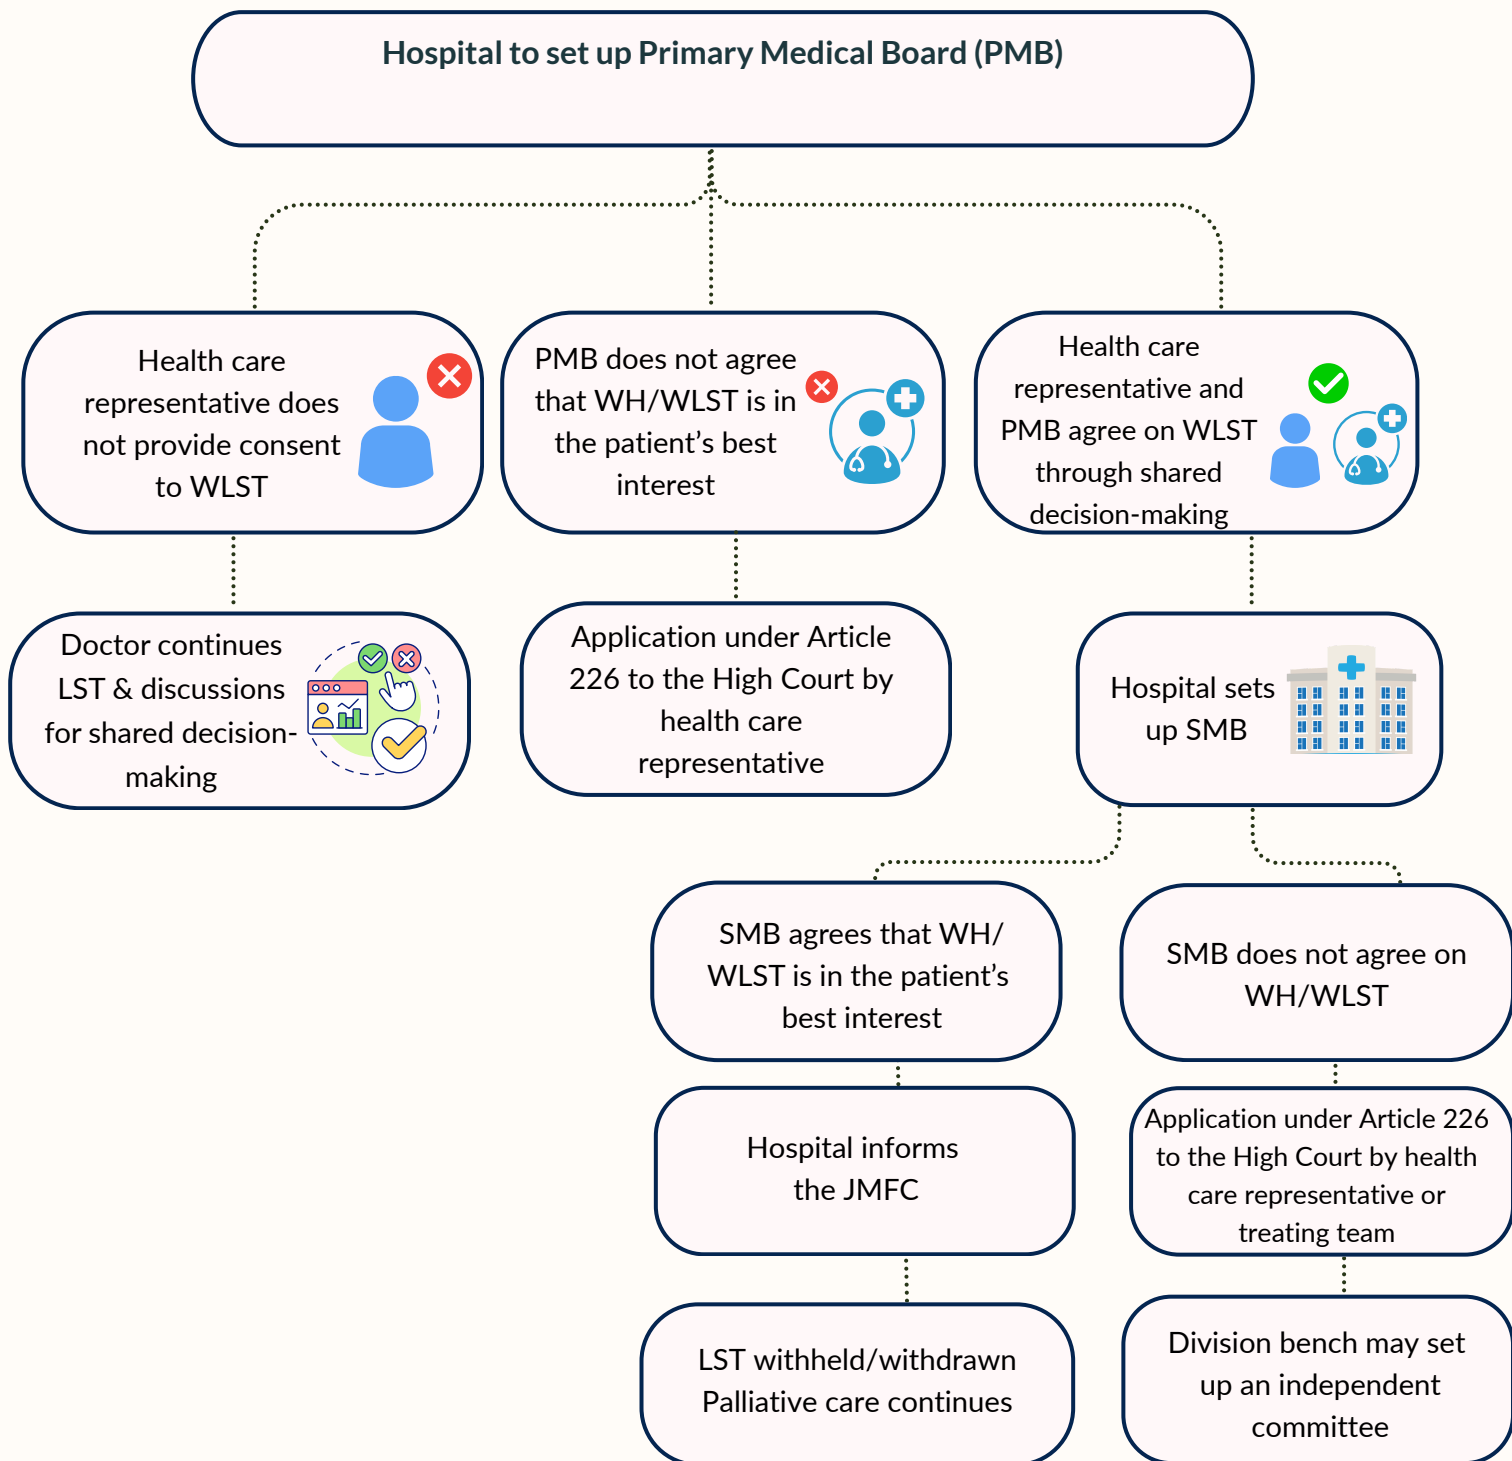 Hospital to set up Primary Medical Board (PMB)
Health care
representative does
not provide consent
to WLST
PMB does not agree
that WH/WLST is in
the patient’s best
interest
Health care
representative and
PMB agree on WLST
through shared
decision-making
Doctor continues
LST & discussions
for shared decision-
making
Application under Article
226 to the High Court by
health care
representative
Hospital sets
up SMB
SMB agrees that WH/
WLST is in the patient’s
best interest
SMB does not agree on
WH/WLST
Hospital informs
the JMFC
Application under Article 226
to the High Court by health
care representative or
treating team
LST withheld/withdrawn
Palliative care continues
Division bench may set
up an independent
committee